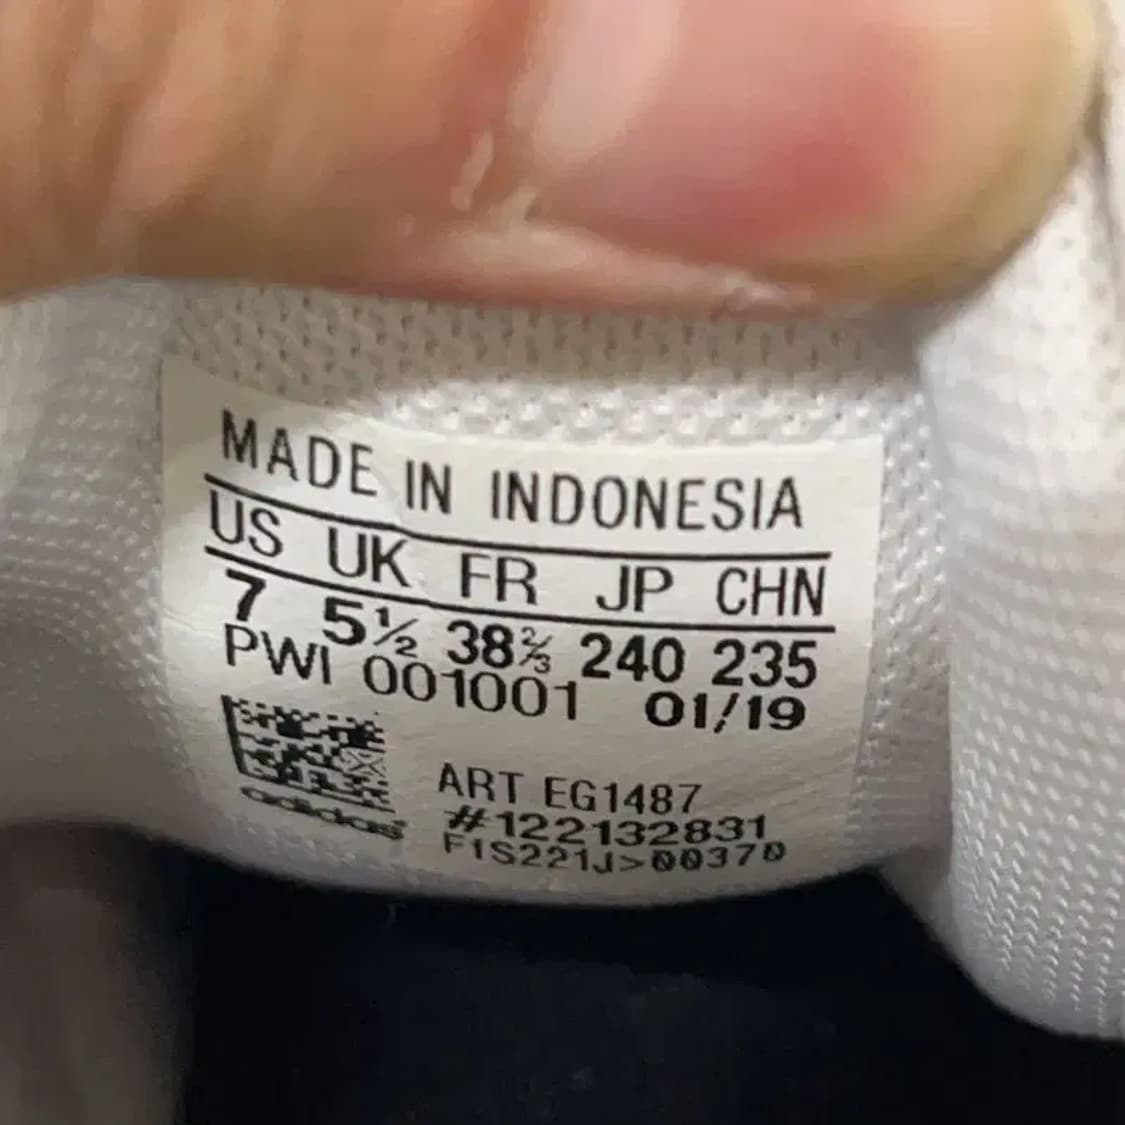 MADE IN INDONESIA
US UK FR JP CHN
7 5½ 38⅔ 240 235
PWI 001001 01/19
ART EG1487
adidas #122132831
F1S221J>00370